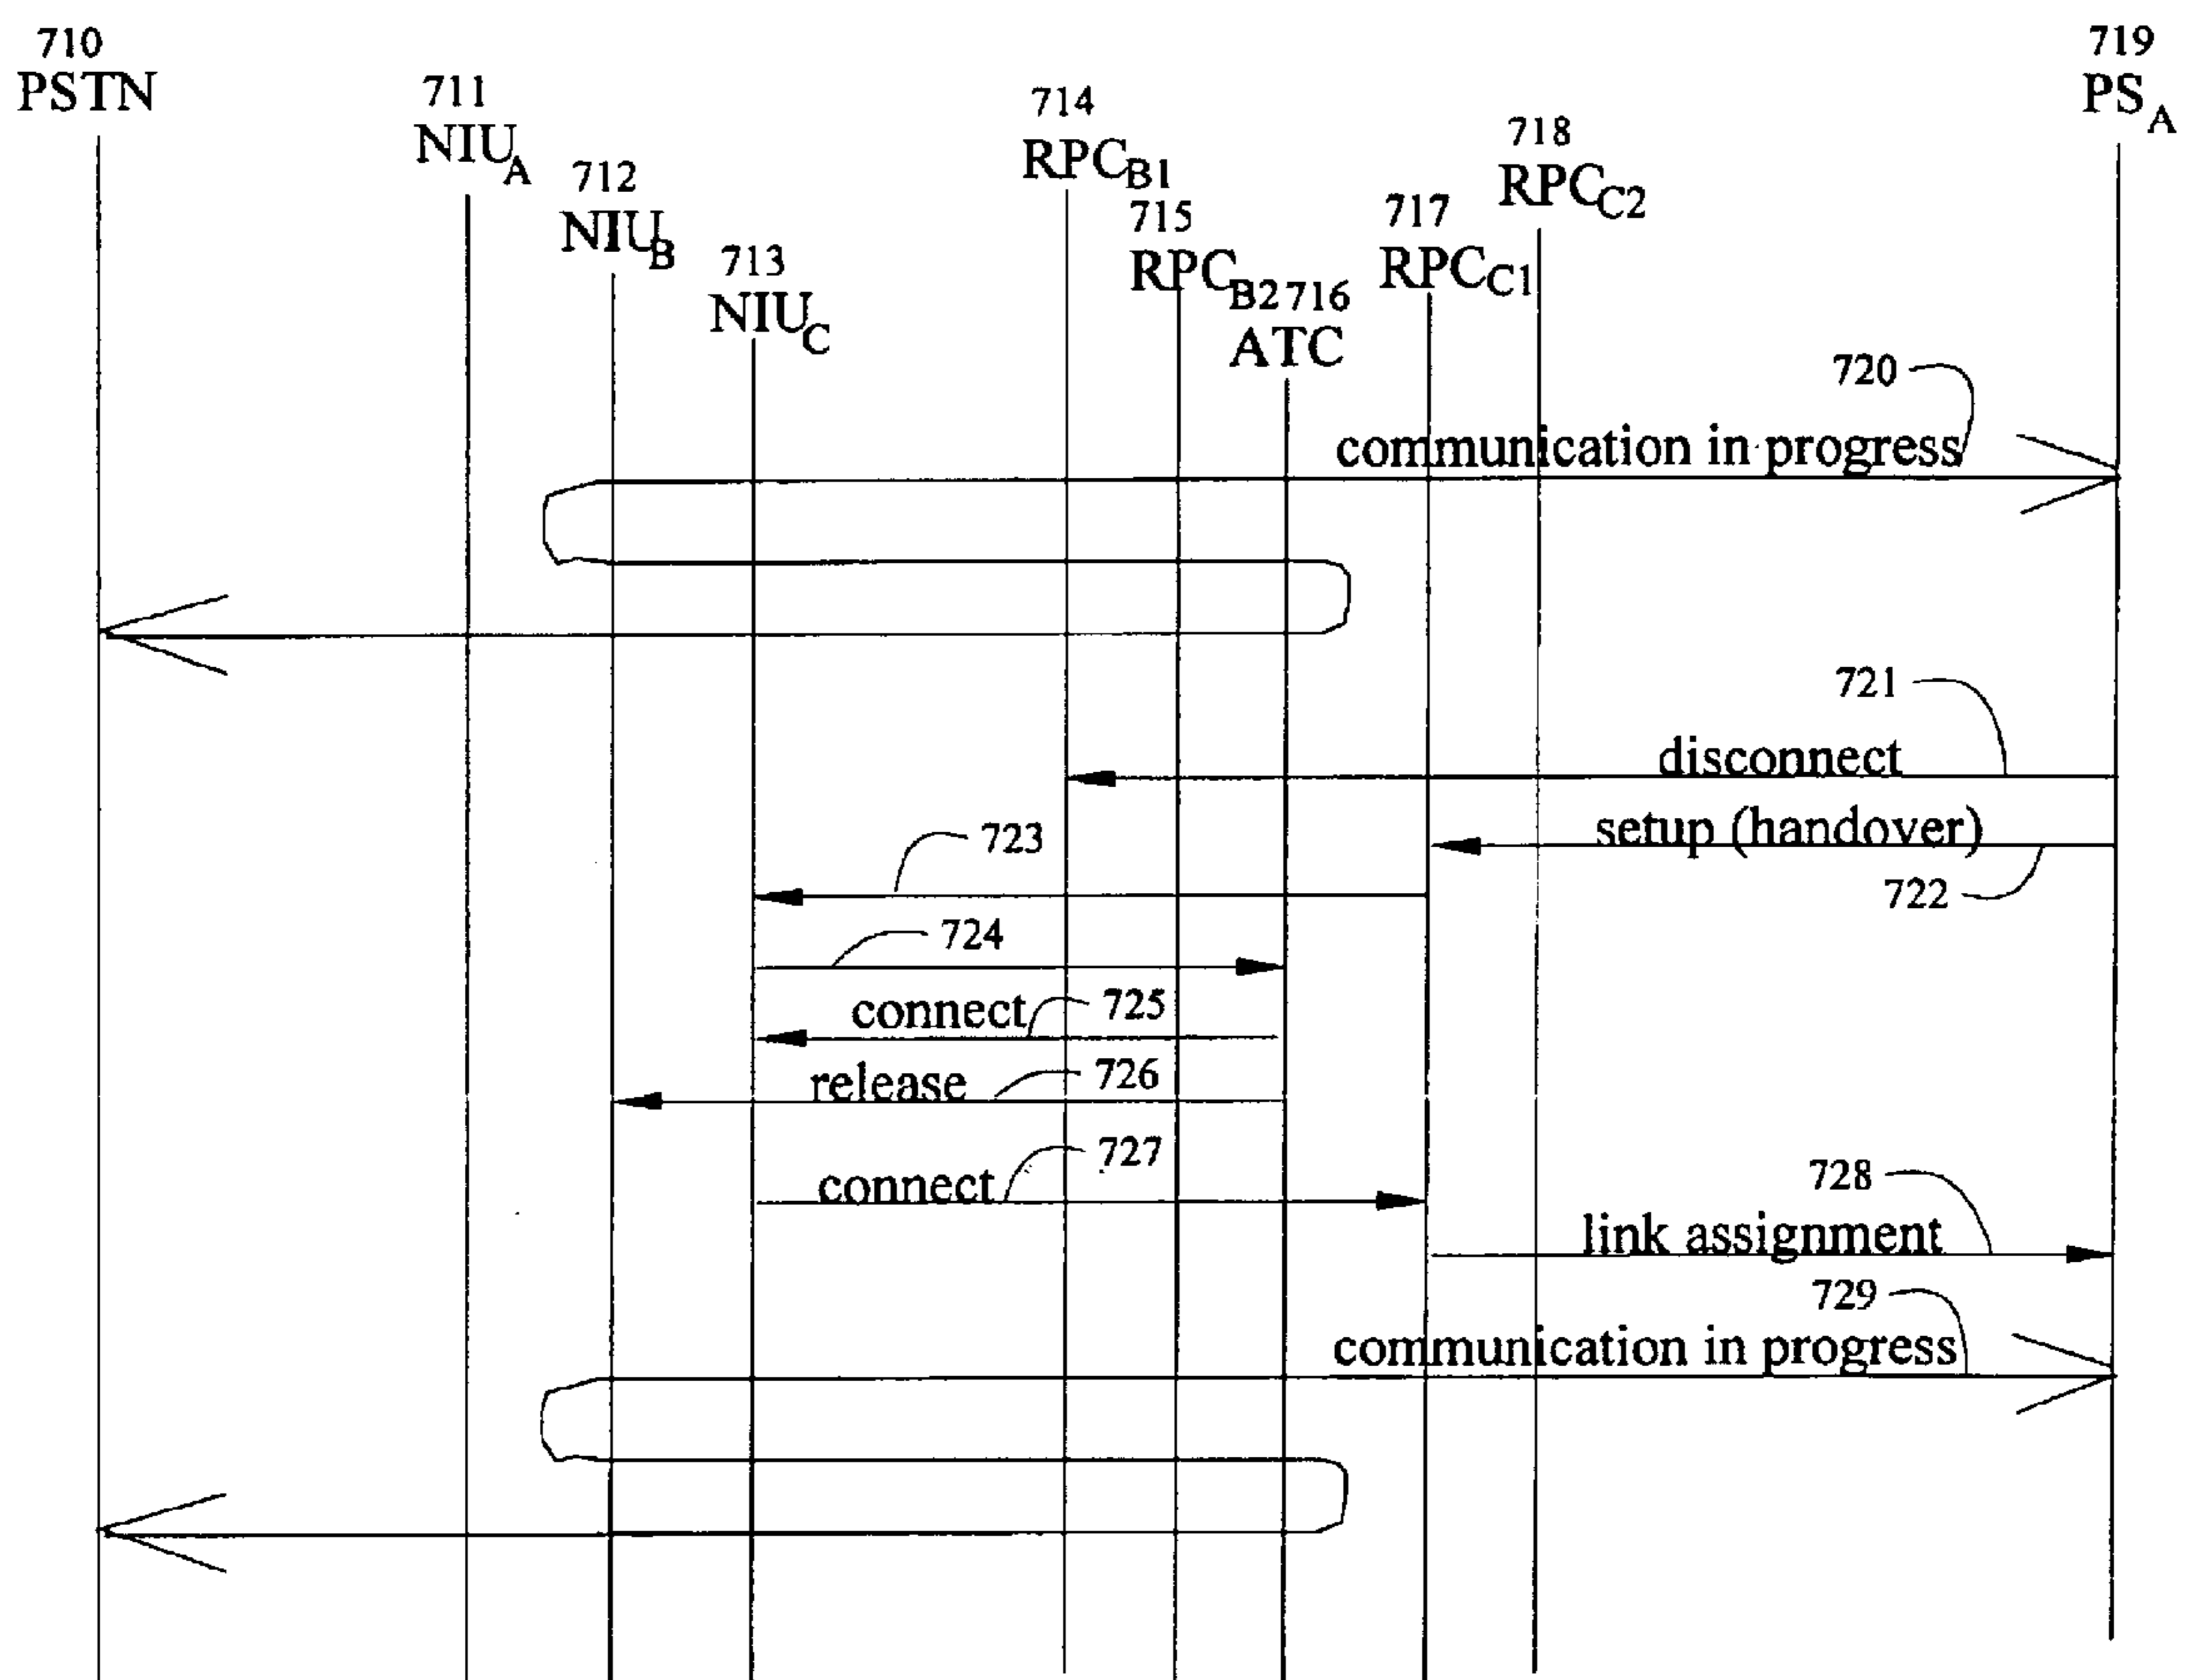 710
PSTN
711
NIU_A
712
NIU_B
713
NIU_C
714
RPC_B1
715
RPC_B2
716
ATC
717
RPC_C1
718
RPC_C2
719
PS_A
720
communication in progress
721
disconnect
setup (handover)
722
723
724
connect 725
release 726
connect 727
728
link assignment
729
communication in progress